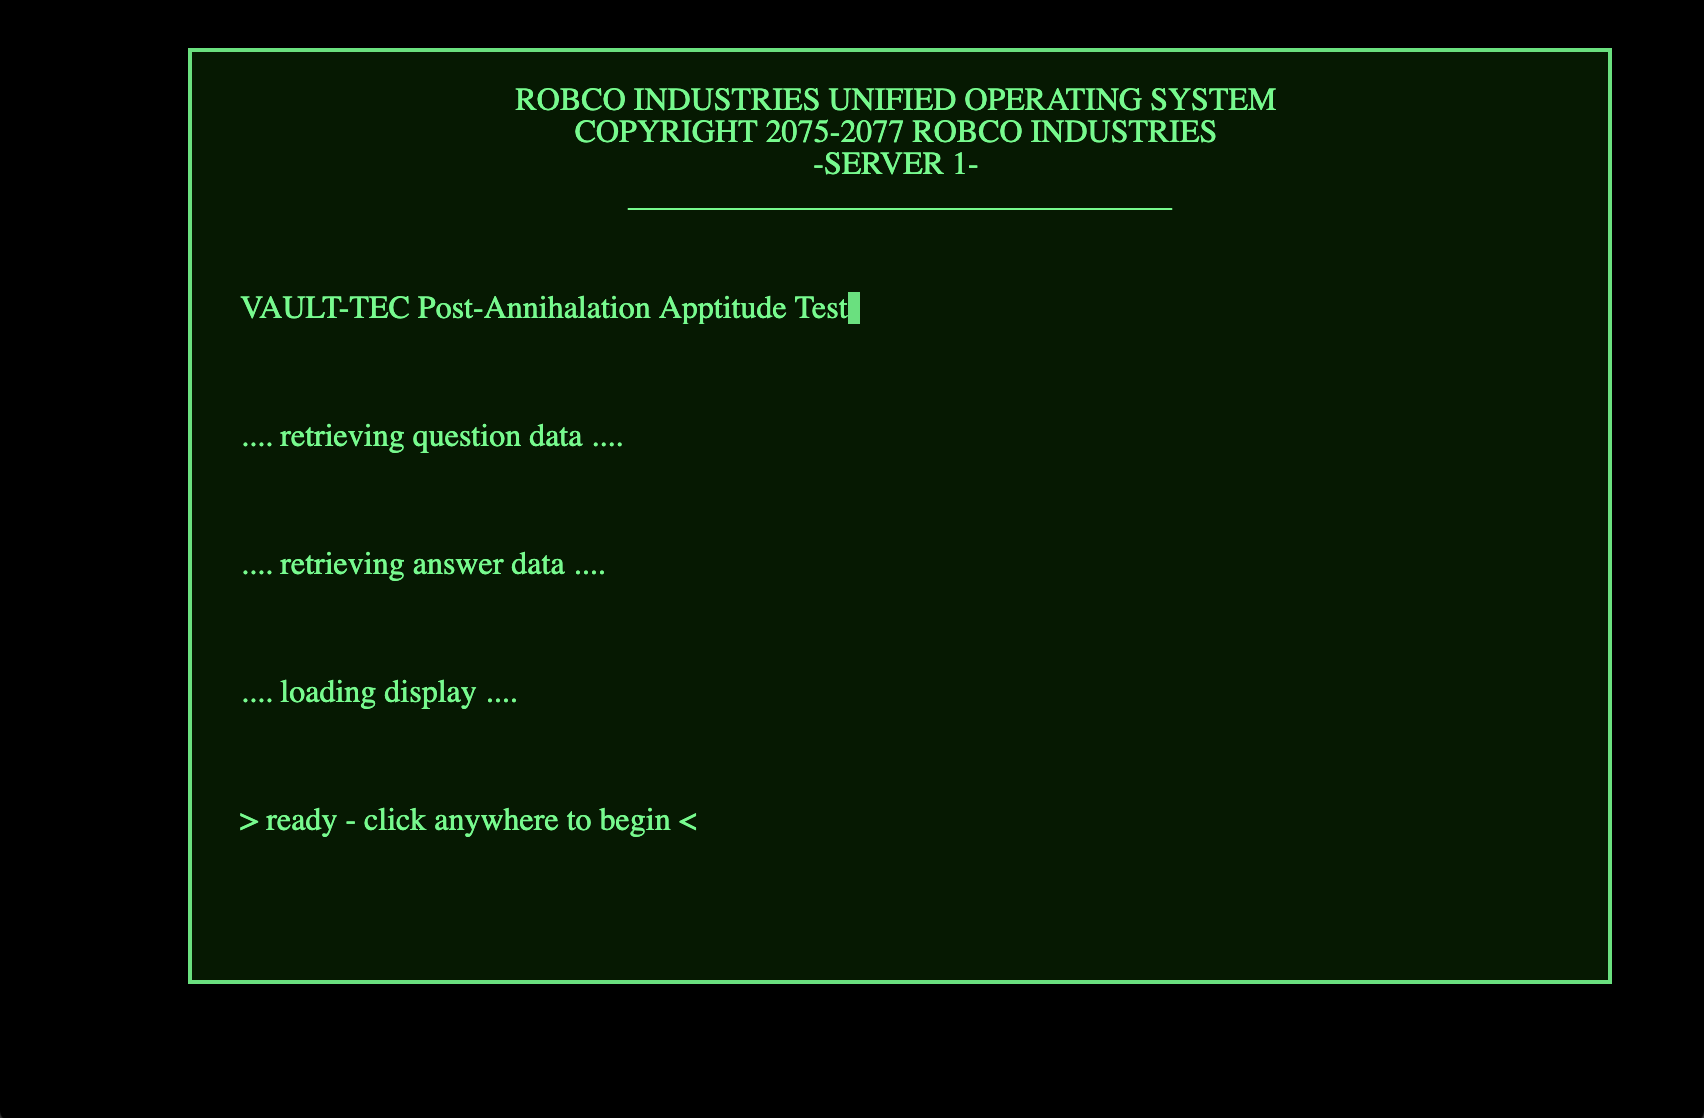 ROBCO INDUSTRIES UNIFIED OPERATING SYSTEM
COPYRIGHT 2075-2077 ROBCO INDUSTRIES
-SERVER 1-
VAULT-TEC Post-Annihalation Apptitude Test
.... retrieving question data ....
.... retrieving answer data ....
.... loading display ....
> ready - click anywhere to begin <